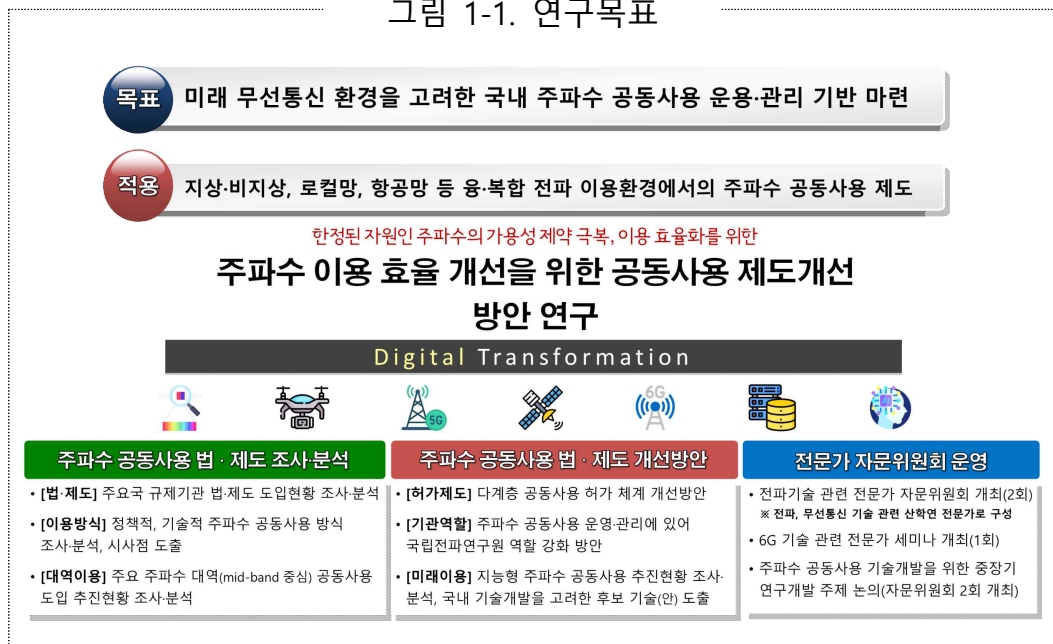 그림 1-1. 연구목표
목표 미래 무선통신 환경을 고려한 국내 주파수 공동사용 운용·관리 기반 마련
적용 지상·비지상, 로컬망, 항공망 등 융·복합 전파 이용환경에서의 주파수 공동사용 제도
한정된 자원인 주파수의 가용성 제약 극복, 이용 효율화를 위한
주파수 이용 효율 개선을 위한 공동사용 제도개선
방안 연구
Digital Transformation
5G
6G
주파수 공동사용 법·제도 조사·분석
• [법·제도] 주요국 규제기관 법·제도 도입현황 조사·분석
• [이용방식] 정책적, 기술적 주파수 공동사용 방식
조사·분석, 시사점 도출
• [대역이용] 주요 주파수 대역(mid-band 중심) 공동사용
도입 추진현황 조사·분석
주파수 공동사용 법·제도 개선방안
• [허가제도] 다계층 공동사용 허가 체계 개선방안
• [기관역할] 주파수 공동사용 운영·관리에 있어
국립전파연구원 역할 강화 방안
• [미래이용] 지능형 주파수 공동사용 추진현황 조사·
분석, 국내 기술개발을 고려한 후보 기술(안) 도출
전문가 자문위원회 운영
• 전파기술 관련 전문가 자문위원회 개최(2회)
※ 전파, 무선통신 기술 관련 산학연 전문가로 구성
• 6G 기술 관련 전문가 세미나 개최(1회)
• 주파수 공동사용 기술개발을 위한 중장기
연구개발 주제 논의(자문위원회 2회 개최)